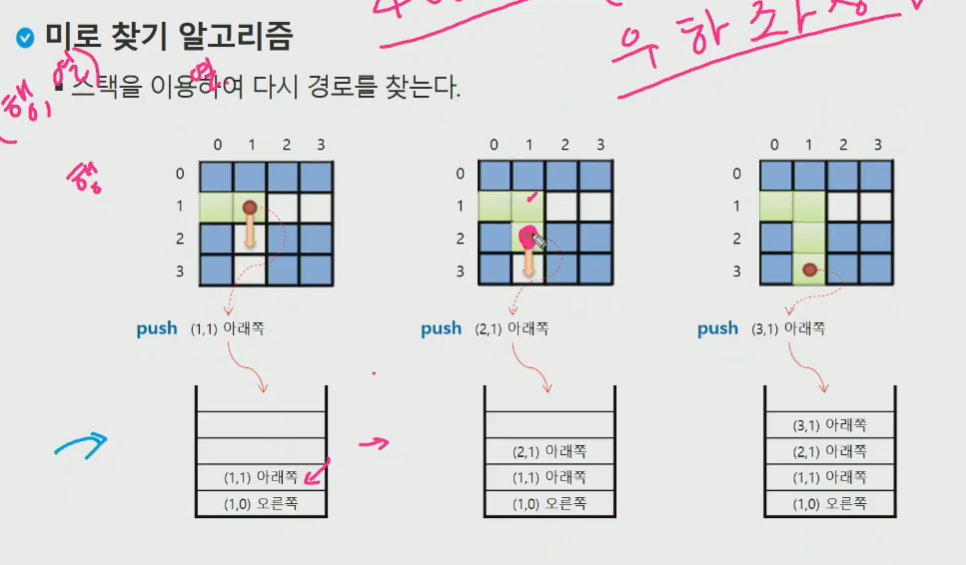 미로 찾기 알고리즘
우 하 좌 상
스택을 이용하여 다시 경로를 찾는다.
(행, 열)
열
행
0 1 2 3
0
1
2
3
push (1,1) 아래쪽
(1,1) 아래쪽
(1,0) 오른쪽
0 1 2 3
0
1
2
3
push (2,1) 아래쪽
(2,1) 아래쪽
(1,1) 아래쪽
(1,0) 오른쪽
0 1 2 3
0
1
2
3
push (3,1) 아래쪽
(3,1) 아래쪽
(2,1) 아래쪽
(1,1) 아래쪽
(1,0) 오른쪽